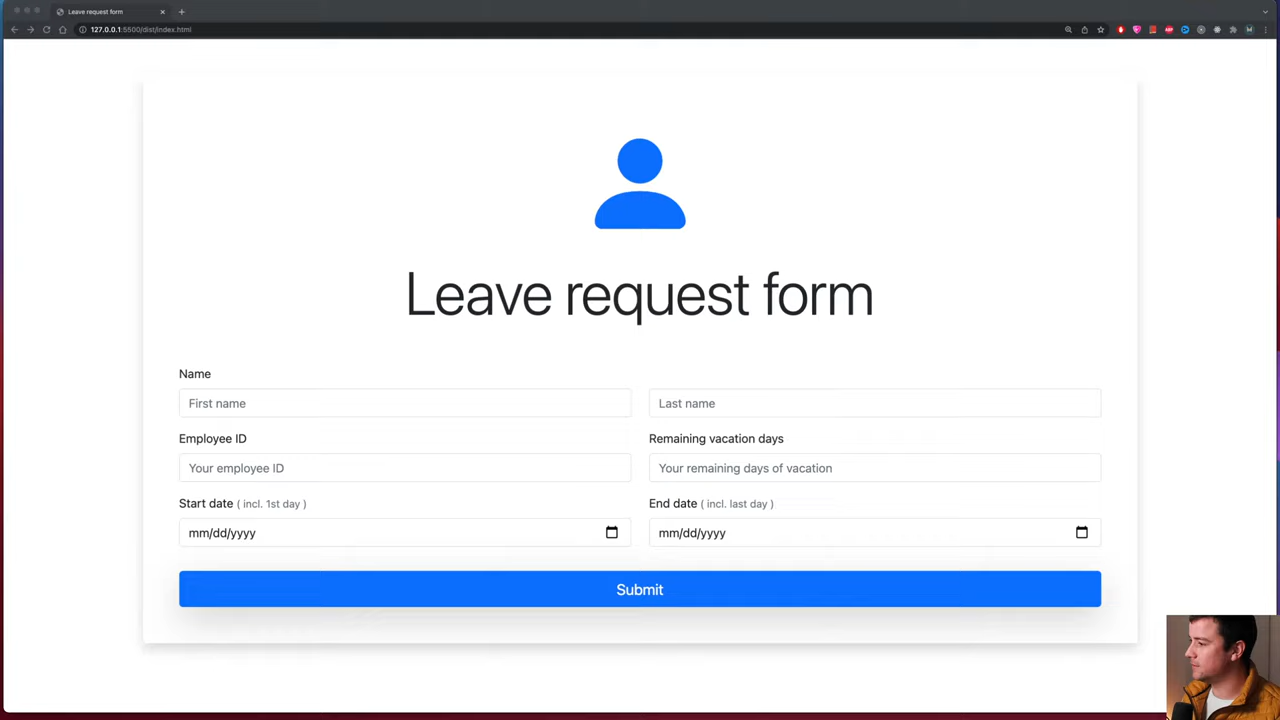 Leave request form
127.0.0.1:5500/dist/index.html
Leave request form
Name
First name
Last name
Employee ID
Remaining vacation days
Your employee ID
Your remaining days of vacation
Start date ( incl. 1st day )
End date ( incl. last day )
mm/dd/yyyy
mm/dd/yyyy
Submit